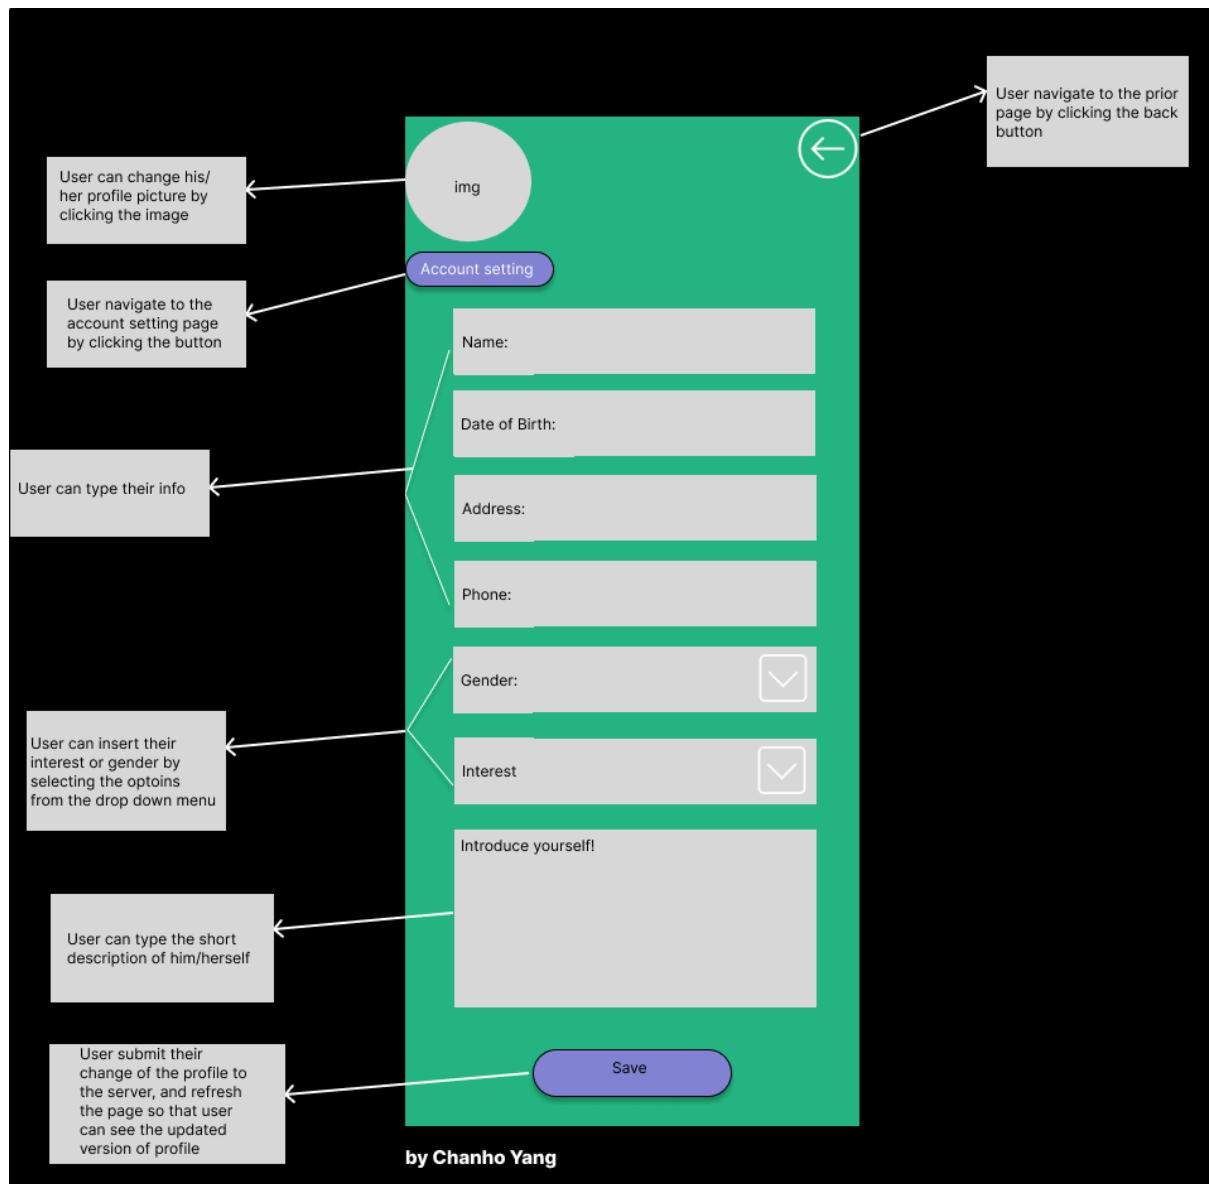 User navigate to the prior
page by clicking the back
button
User can change his/
her profile picture by
clicking the image
img
Account setting
User navigate to the
account setting page
by clicking the button
Name:
Date of Birth:
User can type their info
Address:
Phone:
Gender:
User can insert their
interest or gender by
selecting the optoins
from the drop down menu
Interest
Introduce yourself!
User can type the short
description of him/herself
User submit their
change of the profile to
the server, and refresh
the page so that user
can see the updated
version of profile
Save
by Chanho Yang